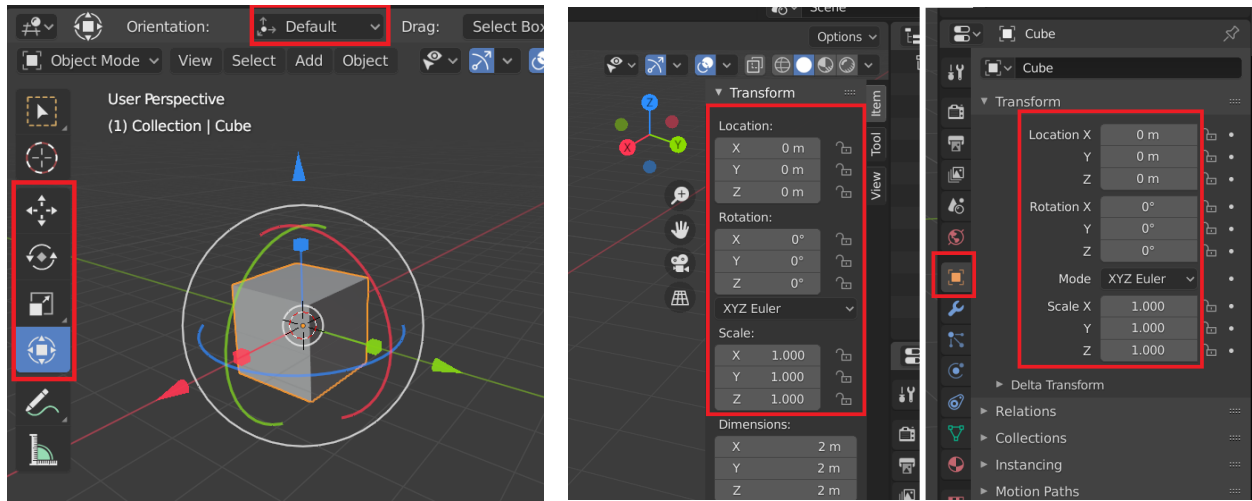 Orientation: Default Drag: Select Box
Object Mode View Select Add Object
User Perspective
(1) Collection | Cube
Scene
Options
Z
X Y
Transform
Location:
X 0 m
Y 0 m
Z 0 m
Rotation:
X 0°
Y 0°
Z 0°
XYZ Euler
Scale:
X 1.000
Y 1.000
Z 1.000
Dimensions:
X 2 m
Y 2 m
Z 2 m
Item
Tool
View
Cube
Cube
Transform
Location X 0 m
Y 0 m
Z 0 m
Rotation X 0°
Y 0°
Z 0°
Mode XYZ Euler
Scale X 1.000
Y 1.000
Z 1.000
Delta Transform
Relations
Collections
Instancing
Motion Paths